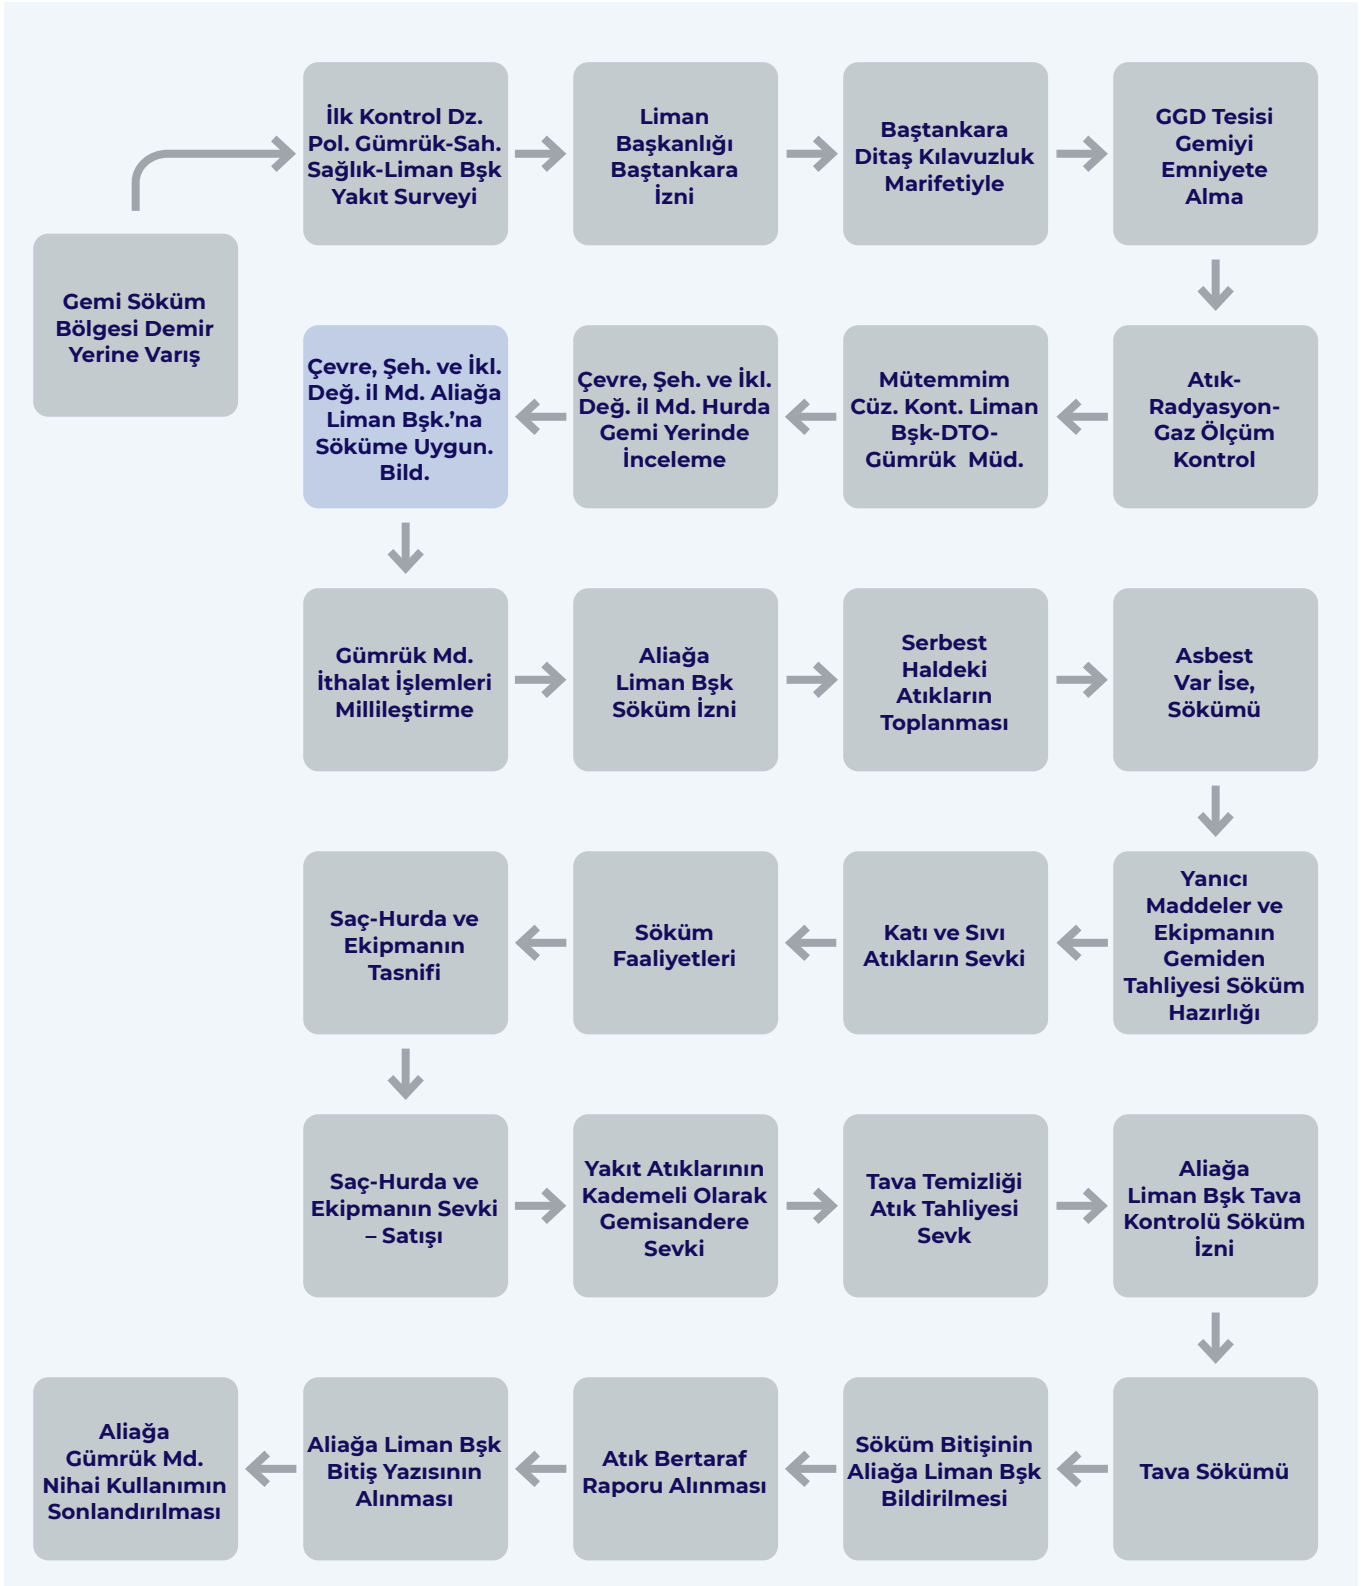 Gemi Söküm
Bölgesi Demir
Yerine Varış
İlk Kontrol Dz.
Pol. Gümrük-Sah.
Sağlık-Liman Bşk
Yakıt Surveyi
Liman
Başkanlığı
Baştankara
İzni
Baştankara
Ditaş Kılavuzluk
Marifetiyle
GGD Tesisi
Gemiyi
Emniyete
Alma
Atık-
Radyasyon-
Gaz Ölçüm
Kontrol
Mütemmim
Cüz. Kont. Liman
Bşk-DTO-
Gümrük Müd.
Çevre, Şeh. ve İkl.
Değ. il Md. Hurda
Gemi Yerinde
İnceleme
Çevre, Şeh. ve İkl.
Değ. il Md. Aliağa
Liman Bşk.’na
Söküme Uygun.
Bild.
Gümrük Md.
İthalat İşlemleri
Millileştirme
Aliağa
Liman Bşk
Söküm İzni
Serbest
Haldeki
Atıkların
Toplanması
Asbest
Var İse,
Sökümü
Yanıcı
Maddeler ve
Ekipmanın
Gemiden
Tahliyesi Söküm
Hazırlığı
Katı ve Sıvı
Atıkların Sevki
Söküm
Faaliyetleri
Saç-Hurda ve
Ekipmanın
Tasnifi
Saç-Hurda ve
Ekipmanın Sevki
– Satışı
Yakıt Atıklarının
Kademeli Olarak
Gemisandere
Sevki
Tava Temizliği
Atık Tahliyesi
Sevk
Aliağa
Liman Bşk Tava
Kontrolü Söküm
İzni
Tava Sökümü
Söküm Bitişinin
Aliağa Liman Bşk
Bildirilmesi
Atık Bertaraf
Raporu Alınması
Aliağa Liman Bşk
Bitiş Yazısının
Alınması
Aliağa
Gümrük Md.
Nihai Kullanımın
Sonlandırılması